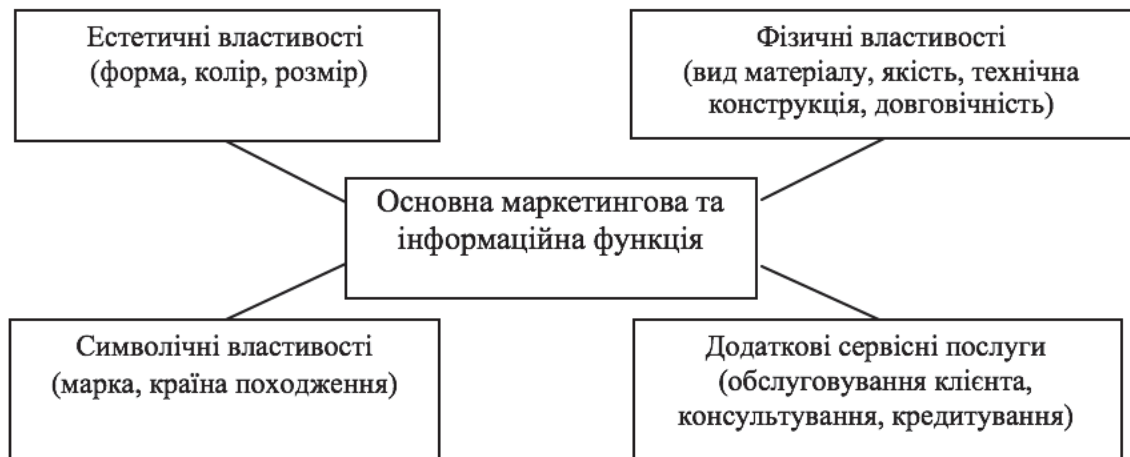 Естетичні властивості
(форма, колір, розмір)
Фізичні властивості
(вид матеріалу, якість, технічна
конструкція, довговічність)
Основна маркетингова та
інформаційна функція
Символічні властивості
(марка, країна походження)
Додаткові сервісні послуги
(обслуговування клієнта,
консультування, кредитування)